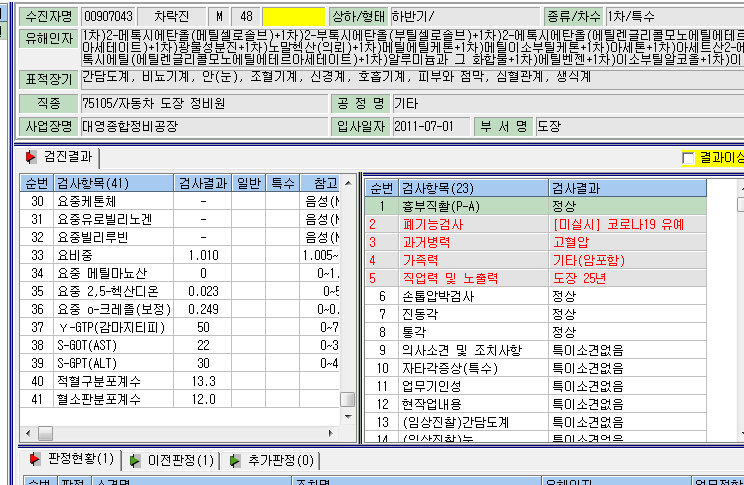 수진자명 00907043 차락진 M 48 상하/형태 하반기/ 종류/차수 1차/특수
유해인자 1차)2-메톡시에탄올(메틸셀로솔브)+1차)2-부톡시에탄올(부틸셀로솔브)+1차)2-에톡시에탄올(에틸렌글리콜모노에틸에테르
마세테이트)+1차)광물성분진+1차)노말헥산(의뢰)+1차)메틸에틸케톤+1차)메틸이소부틸케톤+1차)아세톤+1차)아세트산2-에
톡시에틸(에틸렌글리콜모노에틸에테르마세테이트)+1차)알루미늄과 그 화합물+1차)에틸벤젠+1차)이소부틸알코올+1차)이
표적장기 간담도계, 비뇨기계, 안(눈), 조혈기계, 신경계, 호흡기계, 피부와 점막, 심혈관계, 생식계
직종 75105/자동차 도장 정비원 공 정 명 기타
사업장명 대영종합정비공장 입사일자 2011-07-01 부 서 명 도장
검진결과 결과이상
순번 검사항목(41) 검사결과 일반 특수 참고
30 요중케톤체 - 음성(N
31 요중유로빌리노겐 - 음성(N
32 요중빌리루빈 - 음성(N
33 요비중 1.010 1.005~
34 요중 메틸마뇨산 0 0~1.
35 요중 2,5-헥산디온 0.023 0~5
36 요중 o-크레졸(보정) 0.249 0~0.
37 Y-GTP(감마지티피) 50 0~7
38 S-GOT(AST) 22 0~3
39 S-GPT(ALT) 30 0~4
40 적혈구분포계수 13.3
41 혈소판분포계수 12.0
순번 검사항목(23) 검사결과
1 흉부직촬(P-A) 정상
2 폐기능검사 [미실시] 코로나19 유예
3 과거병력 고혈압
4 가족력 기타(암포함)
5 직업력 및 노출력 도장 25년
6 손톱압박검사 정상
7 진동각 정상
8 통각 정상
9 의사소견 및 조치사항 특이소견없음
10 자타각증상(특수) 특이소견없음
11 업무기인성 특이소견없음
12 현작업내용 특이소견없음
13 (임상진찰)간담도계 특이소견없음
14 (임상진찰)눈 특이소견없음
판정현황(1) 이전판정(1) 추가판정(0)
순번 판정 소견명 조치명 유해인자